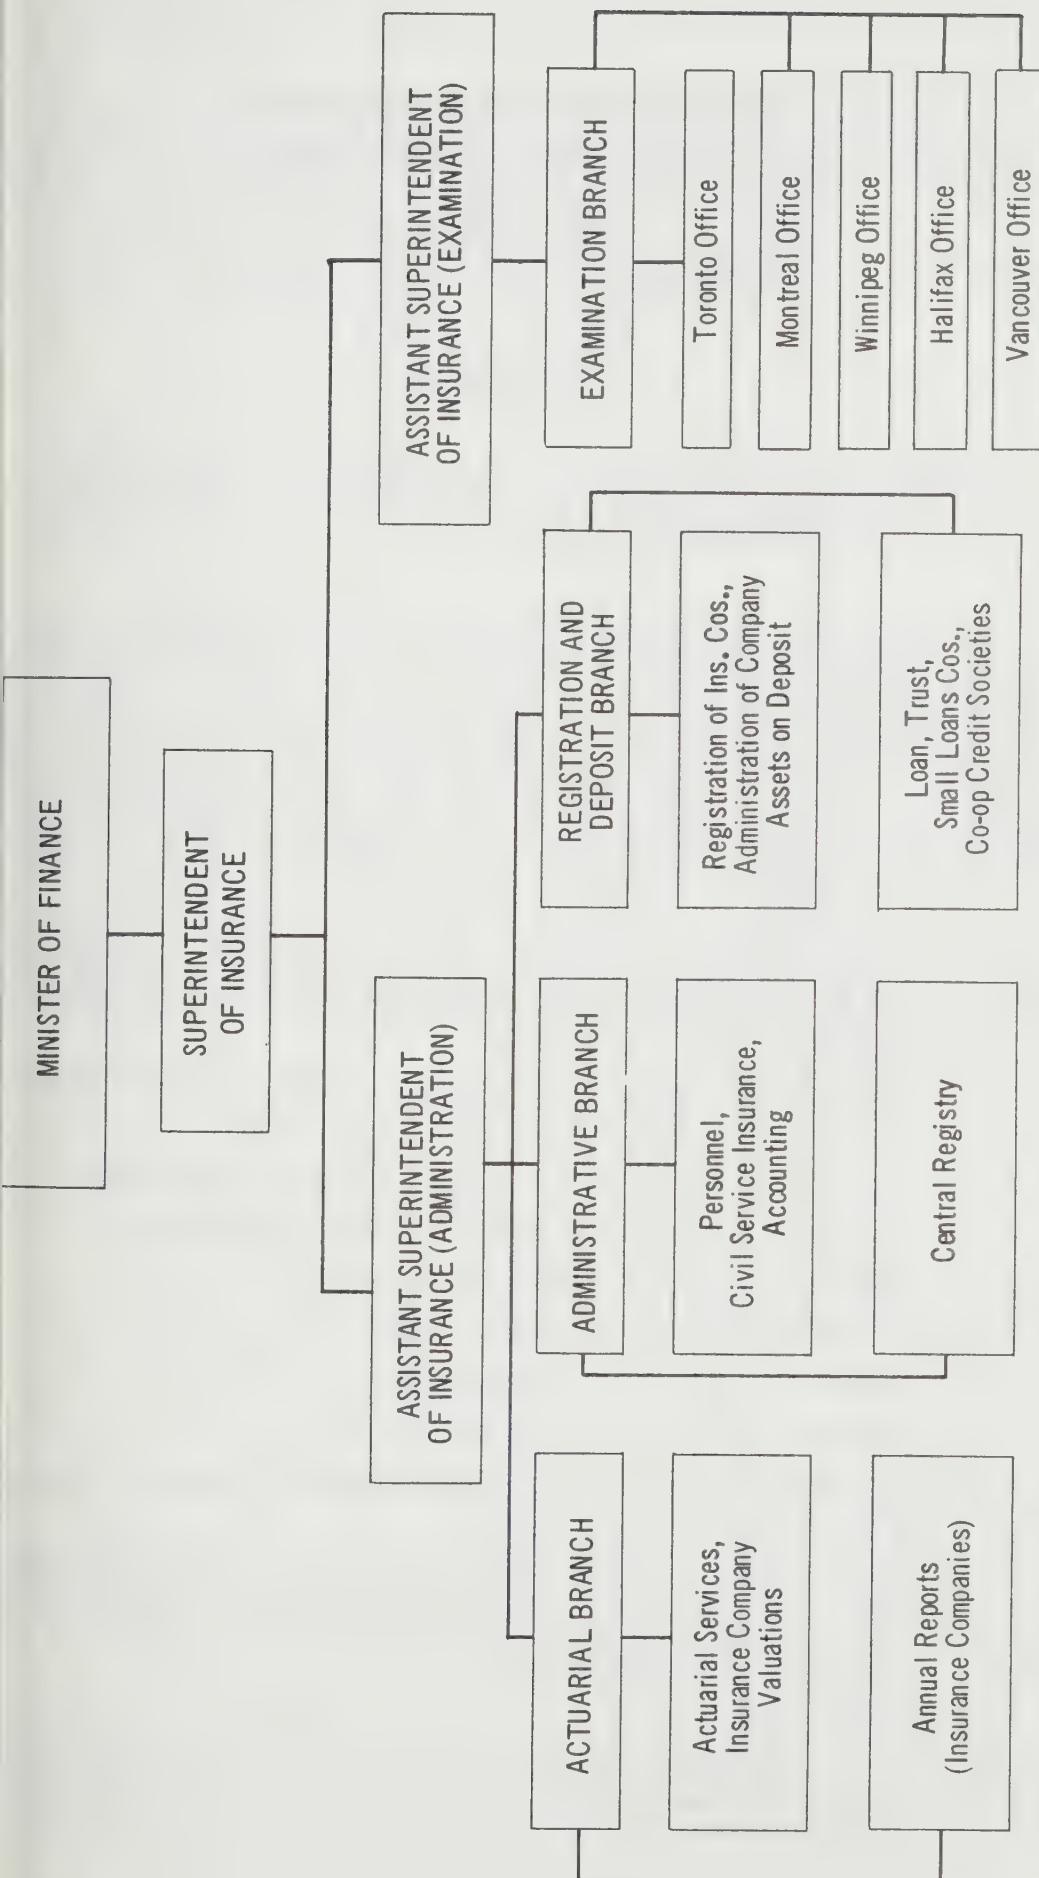 MINISTER OF FINANCE
SUPERINTENDENT
OF INSURANCE
ASSISTANT SUPERINTENDENT
OF INSURANCE (ADMINISTRATION)
ASSISTANT SUPERINTENDENT
OF INSURANCE (EXAMINATION)
ACTUARIAL BRANCH
Actuarial Services,
Insurance Company
Valuations
Annual Reports
(Insurance Companies)
ADMINISTRATIVE BRANCH
Personnel,
Civil Service Insurance,
Accounting
Central Registry
REGISTRATION AND
DEPOSIT BRANCH
Registration of Ins. Cos.,
Administration of Company
Assets on Deposit
Loan, Trust,
Small Loans Cos.,
Co-op Credit Societies
EXAMINATION BRANCH
Toronto Office
Montreal Office
Winnipeg Office
Halifax Office
Vancouver Office